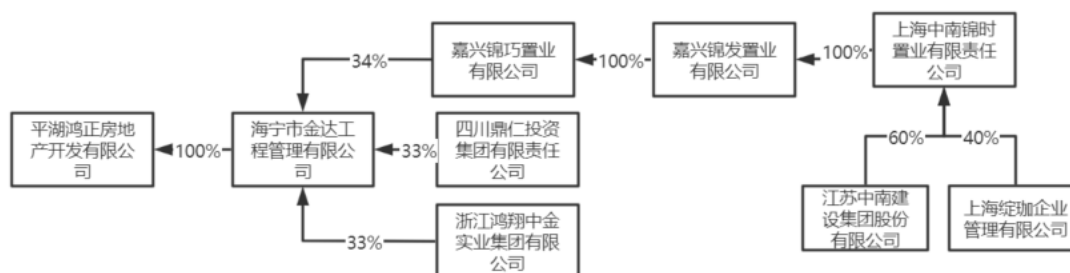 嘉兴锦巧置业
有限公司
嘉兴锦发置业
有限公司
上海中南锦时
置业有限责任
公司
34%
100%
100%
平湖鸿正房地
产开发有限公
司
100%
海宁市金达工
程管理有限公
司
33%
四川鼎仁投资
集团有限责任
公司
60%
40%
33%
浙江鸿翔中金
实业集团有限
公司
江苏中南建
设集团股份
有限公司
上海绽珈企业
管理有限公司